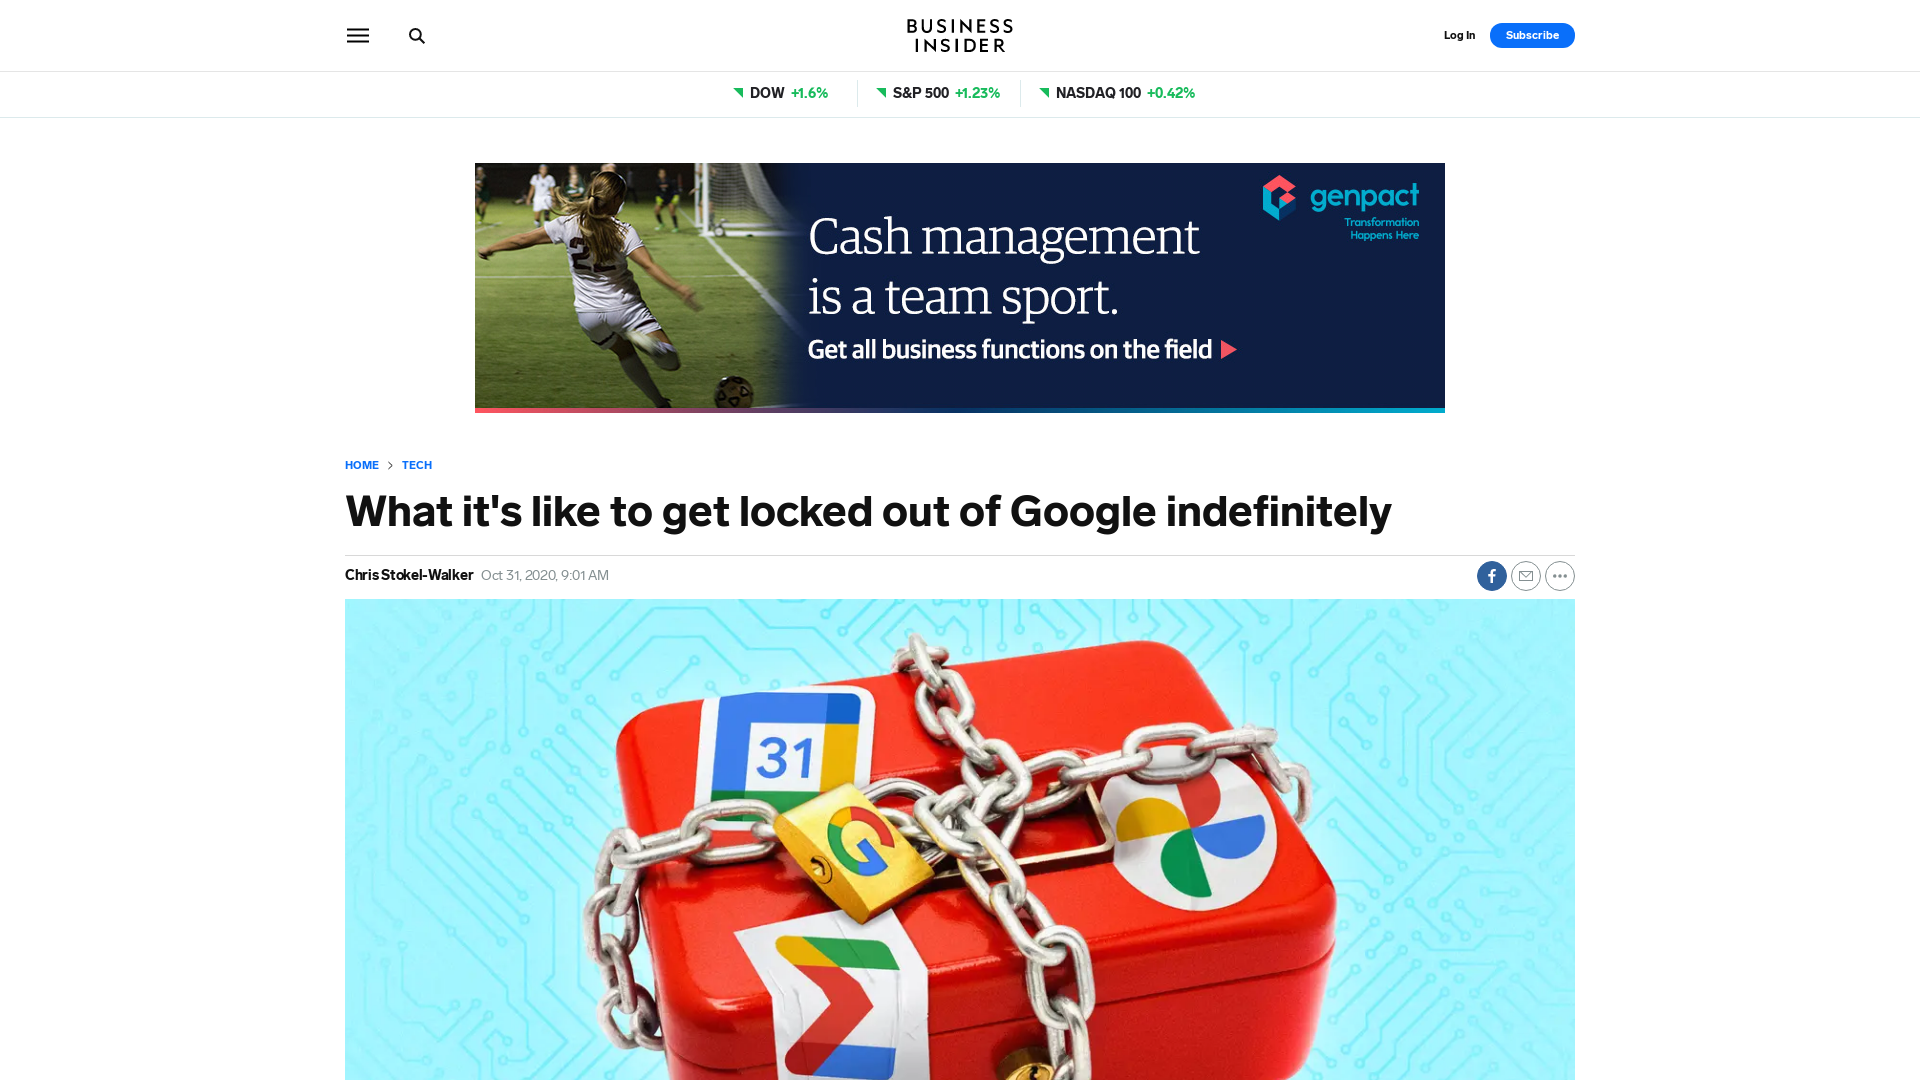 BUSINESS
INSIDER
Log In
Subscribe
DOW +1.6%
S&P 500 +1.23%
NASDAQ 100 +0.42%
22
Cash management
is a team sport.
Get all business functions on the field
genpact
Transformation
Happens Here
HOME > TECH
What it's like to get locked out of Google indefinitely
Chris Stokel-Walker Oct 31, 2020, 9:01 AM
f
31
G